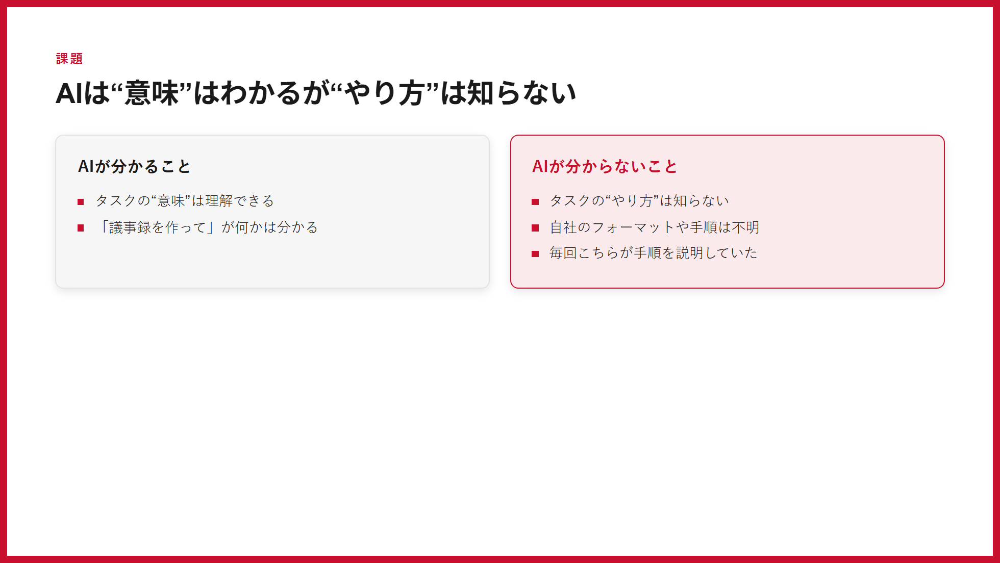 課題
AIは“意味”はわかるが“やり方”は知らない
AIが分かること
タスクの“意味”は理解できる
「議事録を作って」が何かは分かる
AIが分からないこと
タスクの“やり方”は知らない
自社のフォーマットや手順は不明
毎回こちらが手順を説明していた